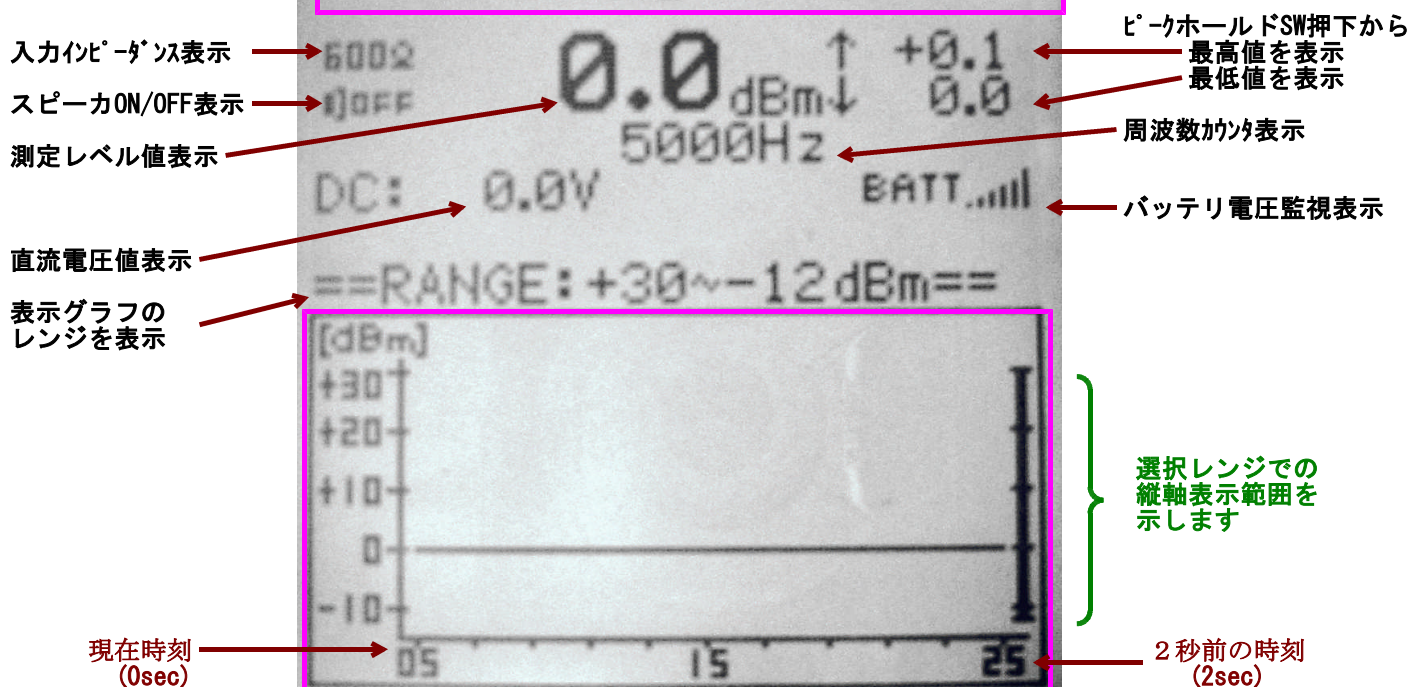 入力ｲﾝﾋﾟｰﾀﾞﾝｽ表示
スピーカON/OFF表示
測定レベル値表示
直流電圧値表示
表示グラフの
レンジを表示
600Ω
OFF
0.0dBm
↑ +0.1
↓ 0.0
5000Hz
DC: 0.0V
BATT
==RANGE:+30~-12dBm==
ﾋﾟｰｸホールドSW押下から
最高値を表示
最低値を表示
周波数ｶｳﾝﾀ表示
バッテリ電圧監視表示
[dBm]
+30
+20
+10
0
-10
0S
1S
2S
選択レンジでの
縦軸表示範囲を
示します
現在時刻
(0sec)
２秒前の時刻
(2sec)